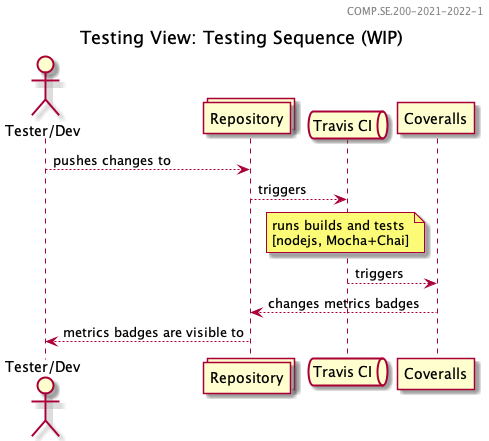 COMP.SE.200-2021-2022-1
Testing View: Testing Sequence (WIP)
Tester/Dev
Repository
Travis CI
Coveralls
pushes changes to
triggers
runs builds and tests
[nodejs, Mocha+Chai]
triggers
changes metrics badges
metrics badges are visible to
Tester/Dev
Repository
Travis CI
Coveralls